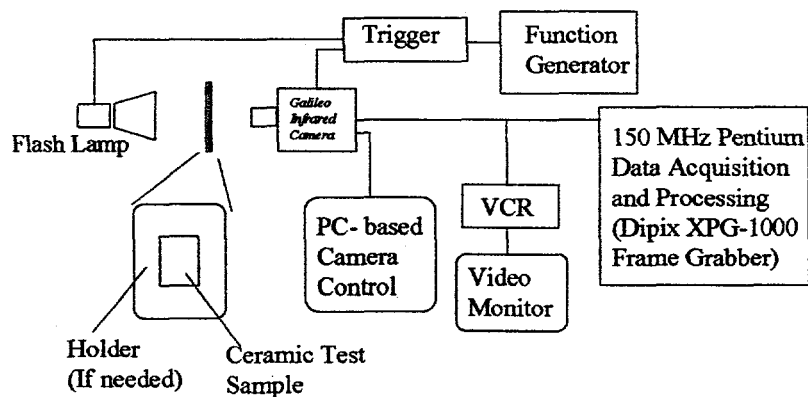 Trigger
Function
Generator
Flash Lamp
Galileo
Infrared
Camera
150 MHz Pentium
Data Acquisition
and Processing
(Dipix XPG-1000
Frame Grabber)
PC- based
Camera
Control
VCR
Video
Monitor
Holder
(If needed)
Ceramic Test
Sample